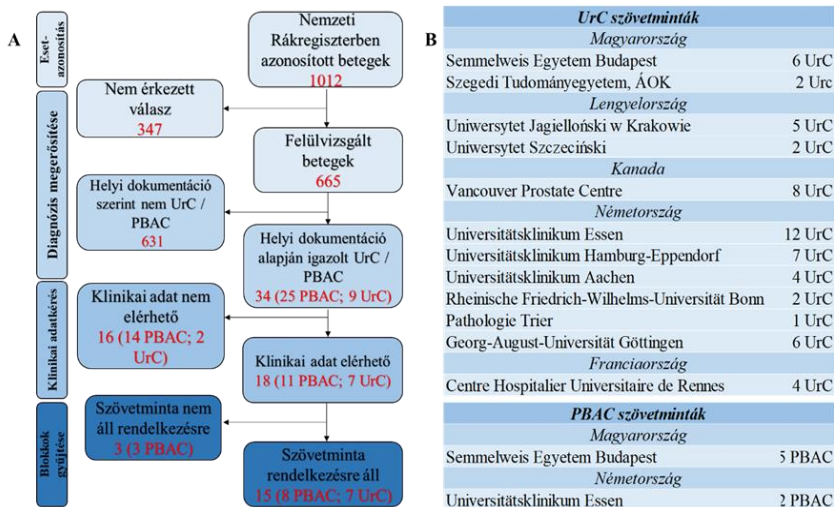 A
Eset-
azonosítás
Nemzeti
Rákregiszterben
azonosított betegek
1012
Nem érkezett
válasz
347
Diagnózis megerősítése
Felülvizsgált
betegek
665
Helyi dokumentáció
szerint nem UrC /
PBAC
631
Helyi dokumentáció
alapján igazolt UrC /
PBAC
34 (25 PBAC; 9 UrC)
Klinikai adatkérés
Klinikai adat nem
elérhető
16 (14 PBAC; 2
UrC)
Klinikai adat elérhető
18 (11 PBAC; 7 UrC)
Blokkok
gyűjtése
Szövetminta nem
áll rendelkezésre
3 (3 PBAC)
Szövetminta
rendelkezésre áll
15 (8 PBAC; 7 UrC)
B
UrC szövetminták
Magyarország
Semmelweis Egyetem Budapest 6 UrC
Szegedi Tudományegyetem, ÁOK 2 Urc
Lengyelország
Uniwersytet Jagielloński w Krakowie 5 UrC
Uniwersytet Szczeciński 2 UrC
Kanada
Vancouver Prostate Centre 8 UrC
Németország
Universitätsklinikum Essen 12 UrC
Universitätsklinikum Hamburg-Eppendorf 7 UrC
Universitätsklinikum Aachen 4 UrC
Rheinische Friedrich-Wilhelms-Universität Bonn 2 UrC
Pathologie Trier 1 UrC
Georg-August-Universität Göttingen 6 UrC
Franciaország
Centre Hospitalier Universitaire de Rennes 4 UrC
PBAC szövetminták
Magyarország
Semmelweis Egyetem Budapest 5 PBAC
Németország
Universitätsklinikum Essen 2 PBAC